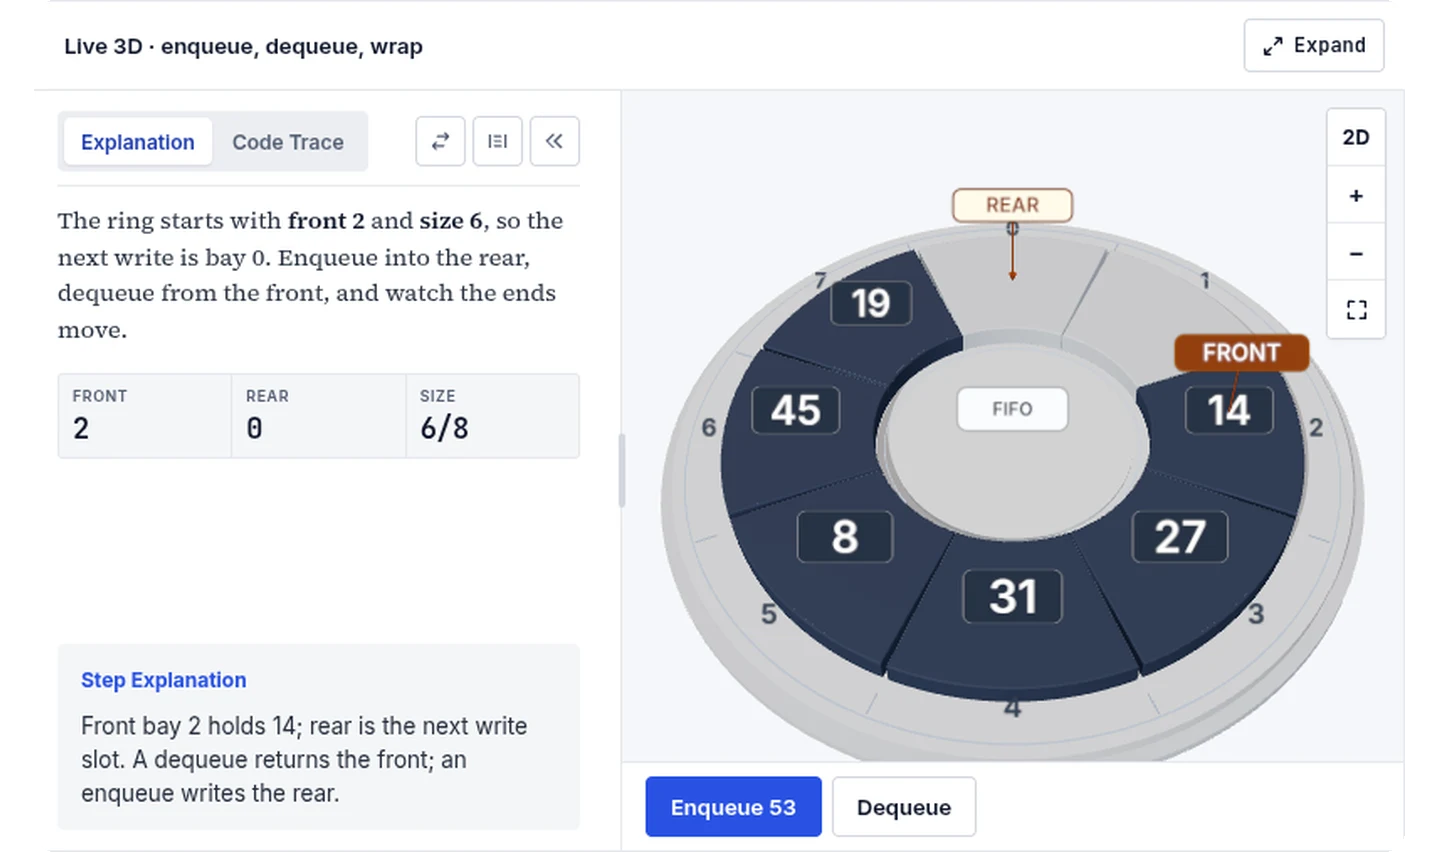 Live 3D · enqueue, dequeue, wrap
Expand
Explanation
Code Trace
The ring starts with front 2 and size 6, so the
next write is bay 0. Enqueue into the rear,
dequeue from the front, and watch the ends
move.
FRONT
2
REAR
0
SIZE
6/8
Step Explanation
Front bay 2 holds 14; rear is the next write
slot. A dequeue returns the front; an
enqueue writes the rear.
2D
+
−
REAR
0
7
1
19
FRONT
45
FIFO
14
6
2
8
27
31
5
3
4
Enqueue 53
Dequeue